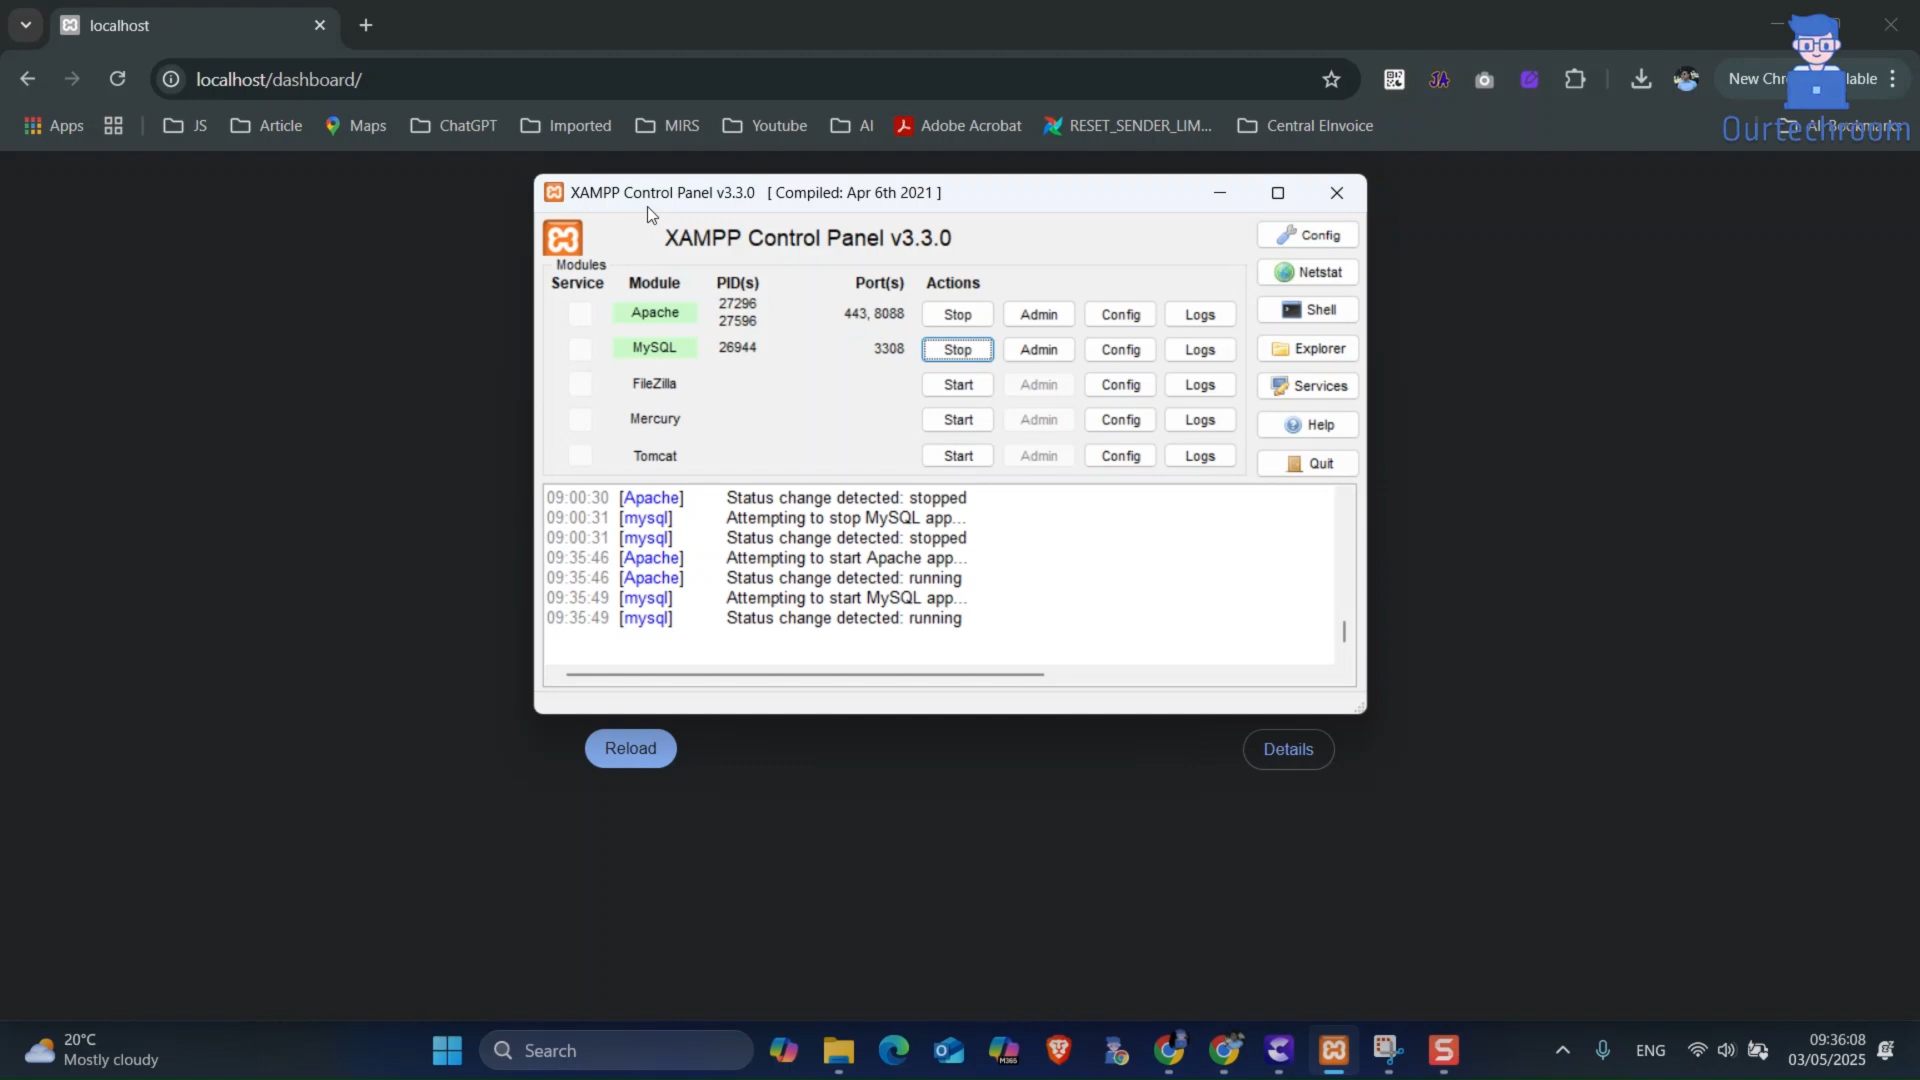 localhost
localhost/dashboard/
New Chr lable
Apps JS Article Maps ChatGPT Imported MIRS Youtube AI Adobe Acrobat RESET_SENDER_LIM... Central EInvoice All Bookmarks
Ourtechroom
XAMPP Control Panel v3.3.0 [ Compiled: Apr 6th 2021 ]
XAMPP Control Panel v3.3.0
Config
Modules
Service Module PID(s) Port(s) Actions
Netstat
Apache 27296 27596 443, 8088 Stop Admin Config Logs
Shell
MySQL 26944 3308 Stop Admin Config Logs
Explorer
FileZilla Start Admin Config Logs
Services
Mercury Start Admin Config Logs
Help
Tomcat Start Admin Config Logs
Quit
09:00:30 [Apache] Status change detected: stopped
09:00:31 [mysql] Attempting to stop MySQL app...
09:00:31 [mysql] Status change detected: stopped
09:35:46 [Apache] Attempting to start Apache app...
09:35:46 [Apache] Status change detected: running
09:35:49 [mysql] Attempting to start MySQL app...
09:35:49 [mysql] Status change detected: running
Reload Details
20°C
Mostly cloudy
Search
M365
ENG
09:36:08
03/05/2025